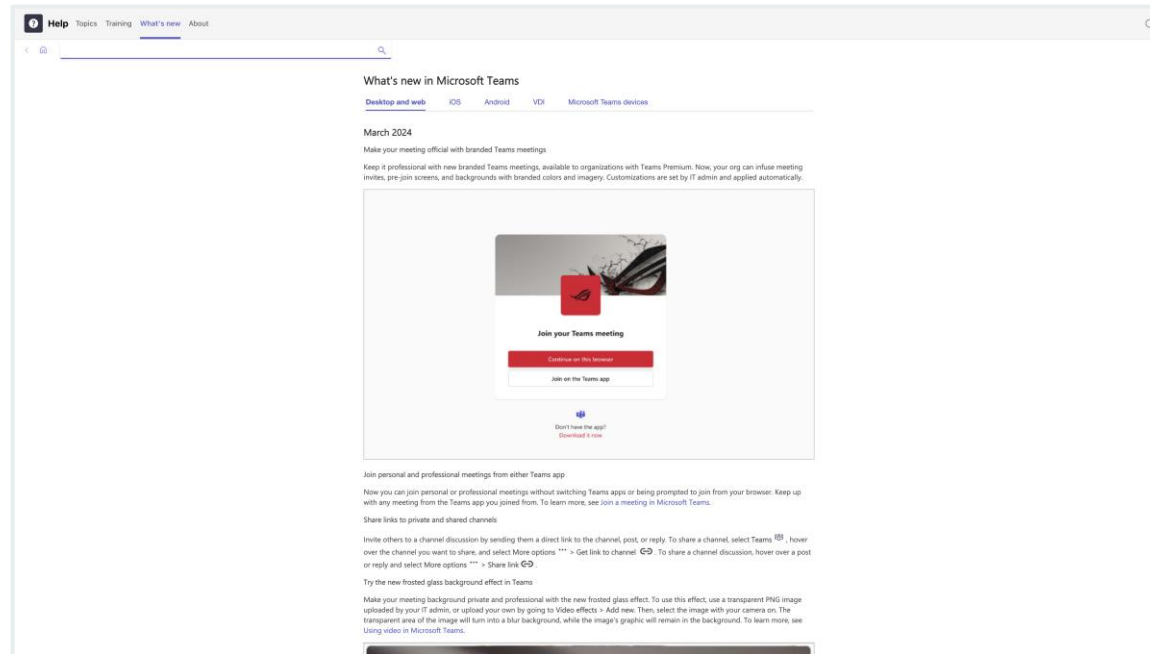 Help Topics Training What's new About
What's new in Microsoft Teams
Desktop and web iOS Android VDI Microsoft Teams devices
March 2024
Make your meeting official with branded Teams meetings
Keep it professional with new branded Teams meetings, available to organizations with Teams Premium. Now, your org can infuse meeting
invites, pre-join screens, and backgrounds with branded colors and imagery. Customizations are set by IT admin and applied automatically.
Join your Teams meeting
Continue on this browser
Join on the Teams app
Don't have the app?
Download it now
Join personal and professional meetings from either Teams app
Now you can join personal or professional meetings without switching Teams apps or being prompted to join from your browser. Keep up
with any meeting from the Teams app you joined from. To learn more, see Join a meeting in Microsoft Teams.
Share links to private and shared channels
Invite others to a channel discussion by sending them a direct link to the channel, post, or reply. To share a channel, select Teams , hover
over the channel you want to share, and select More options ··· > Get link to channel . To share a channel discussion, hover over a post
or reply and select More options ··· > Share link .
Try the new frosted glass background effect in Teams
Make your meeting background private and professional with the new frosted glass effect. To use this effect, use a transparent PNG image
uploaded by your IT admin, or upload your own by going to Video effects > Add new. Then, select the image with your camera on. The
transparent area of the image will turn into a blur background, while the image's graphic will remain in the background. To learn more, see
Using video in Microsoft Teams.